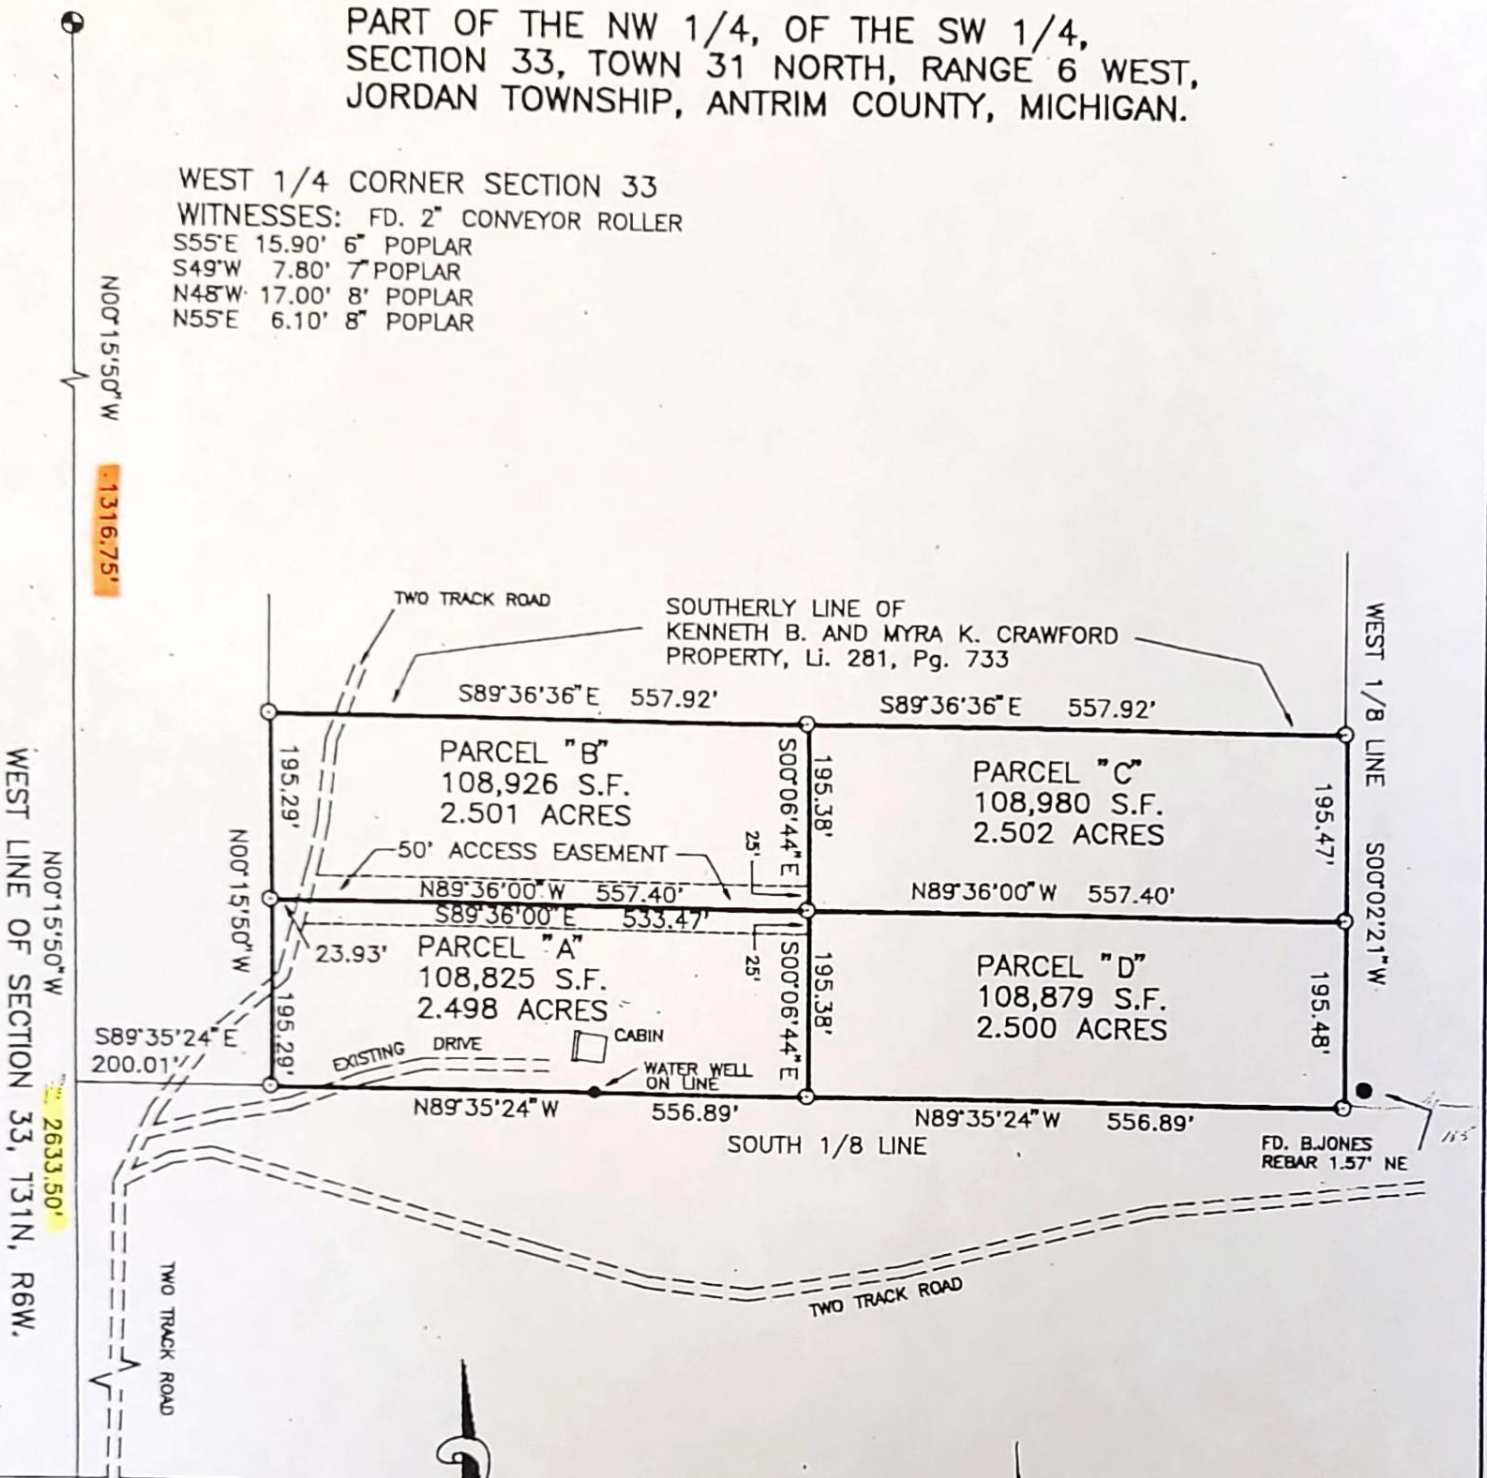 PART OF THE NW 1/4, OF THE SW 1/4,
SECTION 33, TOWN 31 NORTH, RANGE 6 WEST,
JORDAN TOWNSHIP, ANTRIM COUNTY, MICHIGAN.
WEST 1/4 CORNER SECTION 33
WITNESSES: FD. 2" CONVEYOR ROLLER
S55°E 15.90' 6" POPLAR
S49°W 7.80' 7" POPLAR
N48°W 17.00' 8' POPLAR
N55°E 6.10' 8" POPLAR
N00°15'50"W 1316.75'
TWO TRACK ROAD
SOUTHERLY LINE OF
KENNETH B. AND MYRA K. CRAWFORD
PROPERTY, Li. 281, Pg. 733
S89°36'36"E 557.92'
S89°36'36"E 557.92'
WEST 1/8 LINE S00°02'21"W
195.29'
PARCEL "B"
108,926 S.F.
2.501 ACRES
S00°06'44"E
195.38'
PARCEL "C"
108,980 S.F.
2.502 ACRES
195.47'
50' ACCESS EASEMENT
25'
N89°36'00"W 557.40'
N89°36'00"W 557.40'
S89°36'00"E 533.47'
N00°15'50"W
23.93'
PARCEL "A"
108,825 S.F.
2.498 ACRES
25'
S00°06'44"E
195.38'
PARCEL "D"
108,879 S.F.
2.500 ACRES
195.48'
195.29'
S89°35'24"E
200.01'
EXISTING DRIVE
CABIN
WATER WELL
ON LINE
N89°35'24"W 556.89'
N89°35'24"W 556.89'
SOUTH 1/8 LINE
FD. B.JONES
REBAR 1.57' NE
WEST LINE OF SECTION 33, T31N, R6W.
N00°15'50"W 2633.50'
TWO TRACK ROAD
TWO TRACK ROAD